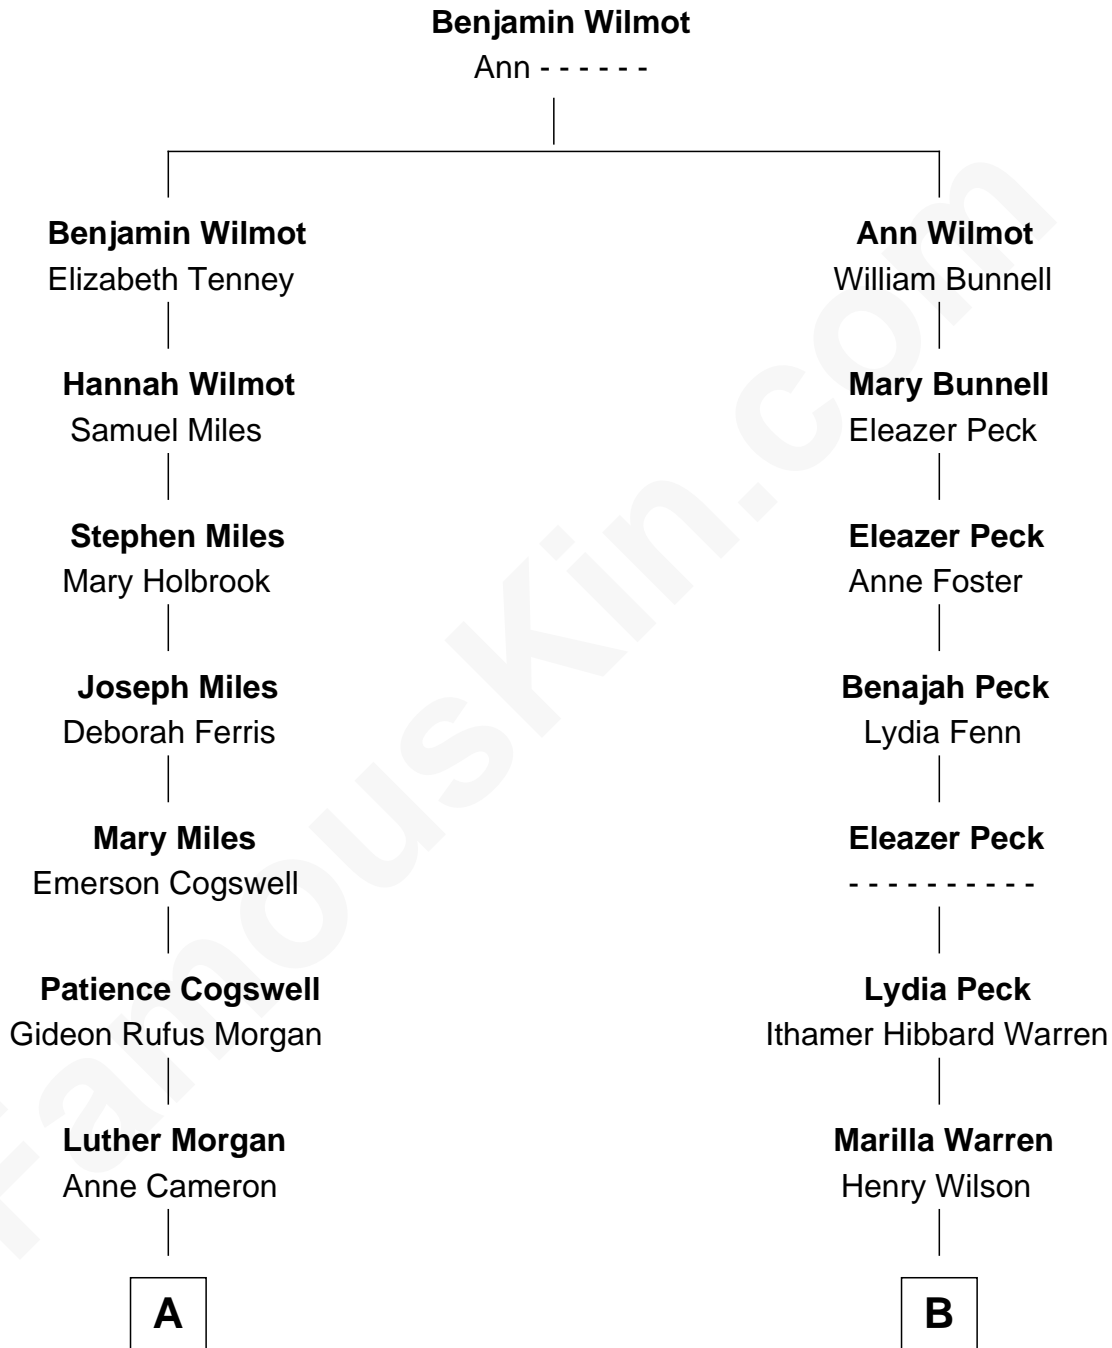 Benjamin Wilmot
Ann - - - - - -
Benjamin Wilmot
Elizabeth Tenney
Ann Wilmot
William Bunnell
Hannah Wilmot
Samuel Miles
Mary Bunnell
Eleazer Peck
Stephen Miles
Mary Holbrook
Eleazer Peck
Anne Foster
Joseph Miles
Deborah Ferris
Benajah Peck
Lydia Fenn
Mary Miles
Emerson Cogswell
Eleazer Peck
- - - - - - - - - -
Patience Cogswell
Gideon Rufus Morgan
Lydia Peck
Ithamer Hibbard Warren
Luther Morgan
Anne Cameron
Marilla Warren
Henry Wilson
A
B
FamousKin.com